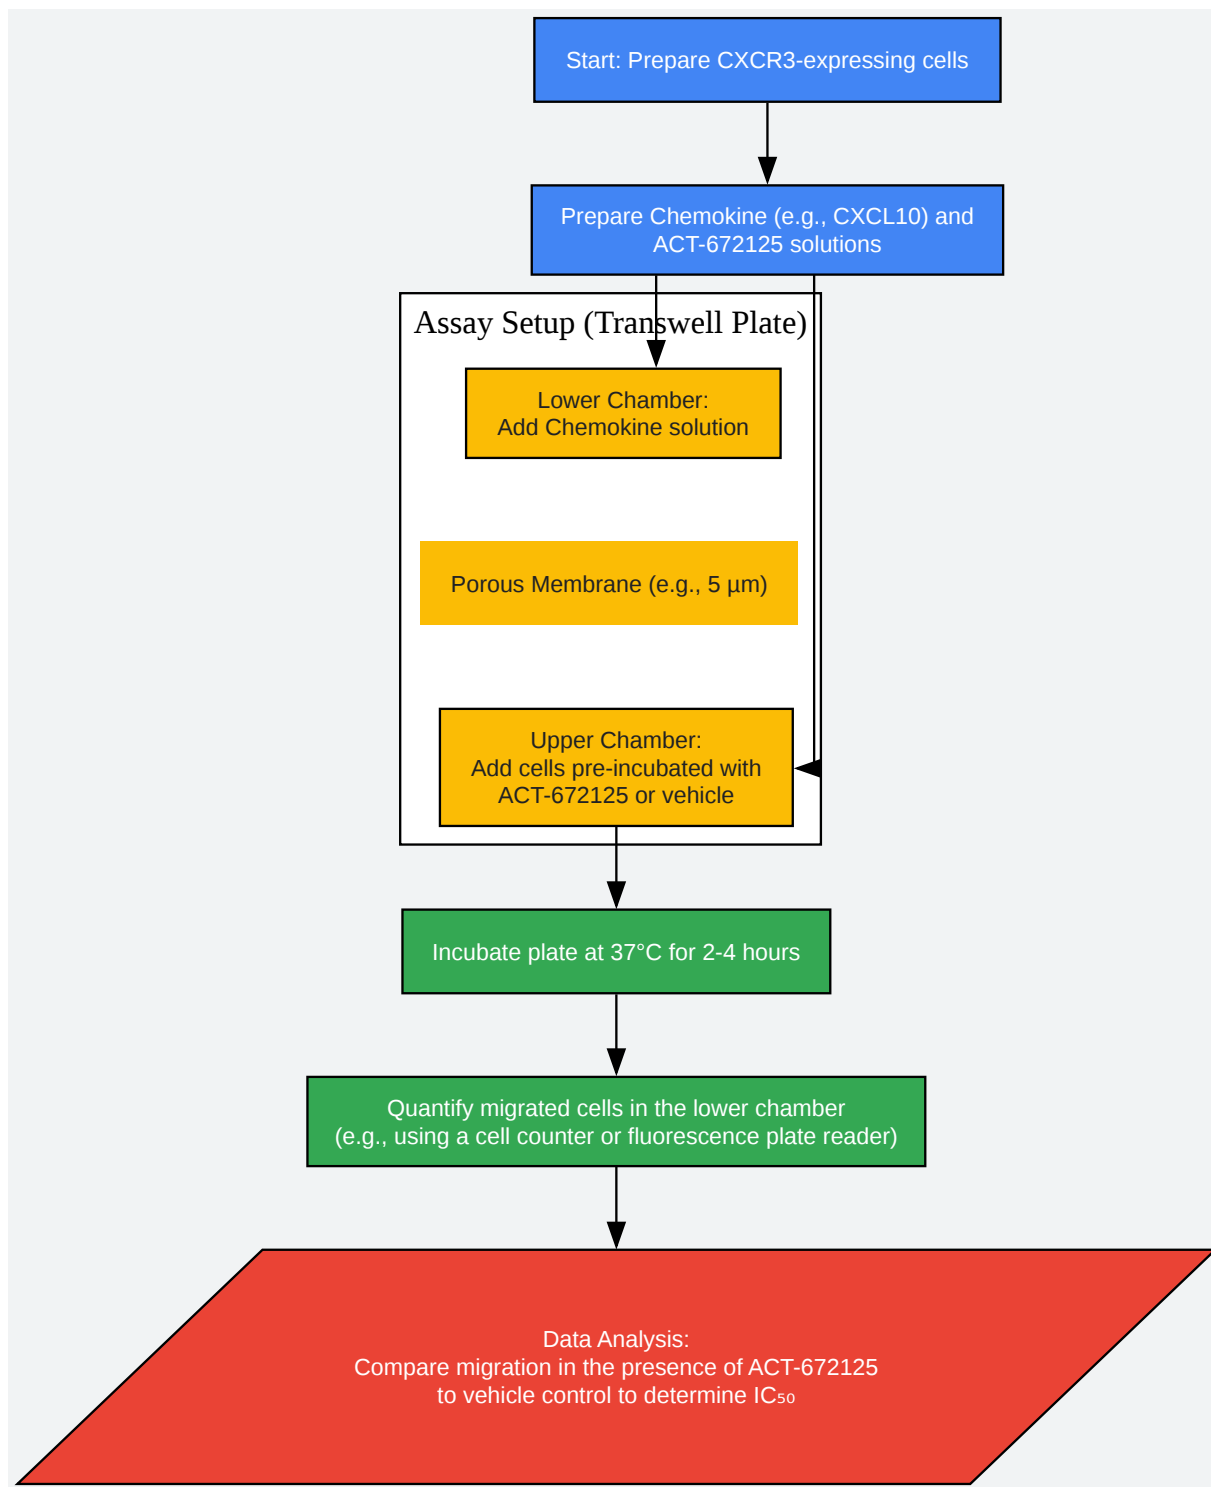 Start: Prepare CXCR3-expressing cells
Prepare Chemokine (e.g., CXCL10) and
ACT-672125 solutions
Assay Setup (Transwell Plate)
Lower Chamber:
Add Chemokine solution
Porous Membrane (e.g., 5 µm)
Upper Chamber:
Add cells pre-incubated with
ACT-672125 or vehicle
Incubate plate at 37°C for 2-4 hours
Quantify migrated cells in the lower chamber
(e.g., using a cell counter or fluorescence plate reader)
Data Analysis:
Compare migration in the presence of ACT-672125
to vehicle control to determine IC₅₀